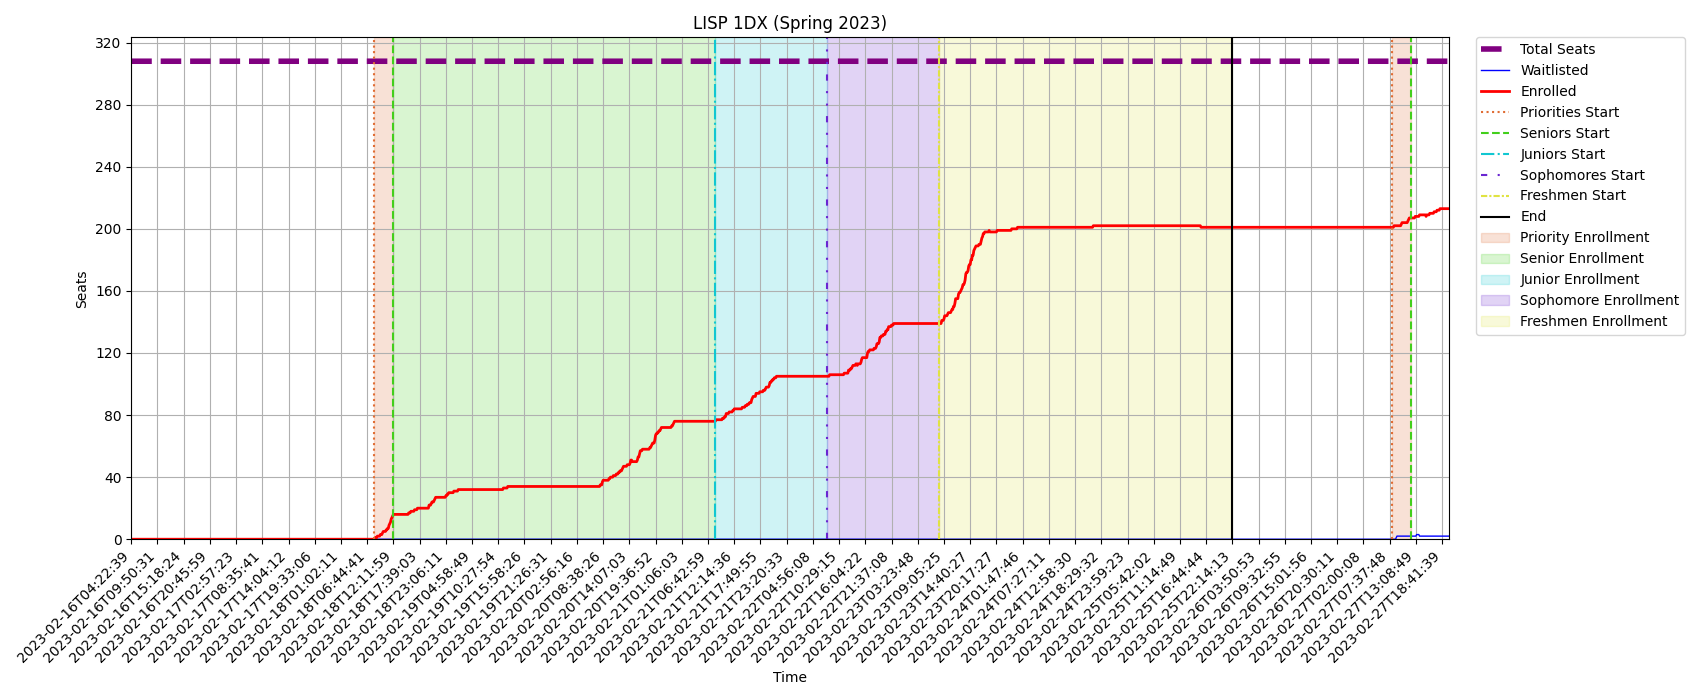 LISP 1DX (Spring 2023)
320
280
240
200
160
120
80
40
0
Seats
2023-02-16T04:22:39
2023-02-16T09:50:31
2023-02-16T15:18:24
2023-02-16T20:45:59
2023-02-17T02:57:23
2023-02-17T08:35:41
2023-02-17T14:04:12
2023-02-17T19:33:06
2023-02-18T01:02:11
2023-02-18T06:44:41
2023-02-18T12:11:59
2023-02-18T17:39:03
2023-02-18T23:06:11
2023-02-19T04:58:49
2023-02-19T10:27:54
2023-02-19T15:58:26
2023-02-19T21:26:31
2023-02-20T02:56:16
2023-02-20T08:38:26
2023-02-20T14:07:03
2023-02-20T19:36:52
2023-02-21T01:06:03
2023-02-21T06:42:59
2023-02-21T12:14:36
2023-02-21T17:49:55
2023-02-21T23:20:33
2023-02-22T04:56:08
2023-02-22T10:29:15
2023-02-22T16:04:22
2023-02-22T21:37:08
2023-02-23T03:23:48
2023-02-23T09:05:25
2023-02-23T14:40:27
2023-02-23T20:17:27
2023-02-24T01:47:46
2023-02-24T07:27:11
2023-02-24T12:58:30
2023-02-24T18:29:32
2023-02-24T23:59:23
2023-02-25T05:42:02
2023-02-25T11:14:49
2023-02-25T16:44:44
2023-02-25T22:14:13
2023-02-26T03:50:53
2023-02-26T09:32:55
2023-02-26T15:01:56
2023-02-26T20:30:11
2023-02-27T02:00:08
2023-02-27T07:37:48
2023-02-27T13:08:49
2023-02-27T18:41:39
Time
Total Seats
Waitlisted
Enrolled
Priorities Start
Seniors Start
Juniors Start
Sophomores Start
Freshmen Start
End
Priority Enrollment
Senior Enrollment
Junior Enrollment
Sophomore Enrollment
Freshmen Enrollment